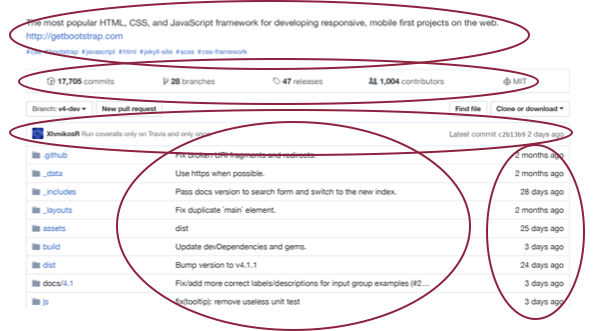 The most popular HTML, CSS, and JavaScript framework for developing responsive, mobile first projects on the web.
http://getbootstrap.com
#css #bootstrap #javascript #html #jekyll-site #scss #css-framework
17,705 commits 28 branches 47 releases 1,004 contributors MIT
Branch: v4-dev New pull request Find file Clone or download
XhmikosR Run coveralls only on Travis and only once Latest commit c2b13b9 2 days ago
.github Fix broken URI fragments and redirects. 2 months ago
_data Use https when possible. 2 months ago
_includes Pass docs version to search form and switch to the new index. 28 days ago
_layouts Fix duplicate `main` element. 2 months ago
assets dist 25 days ago
build Update devDependencies and gems. 3 days ago
dist Bump version to v4.1.1 24 days ago
docs/4.1 Fix/add more correct labels/descriptions for input group examples (#2... 3 days ago
js fix(tooltip): remove useless unit test 3 days ago